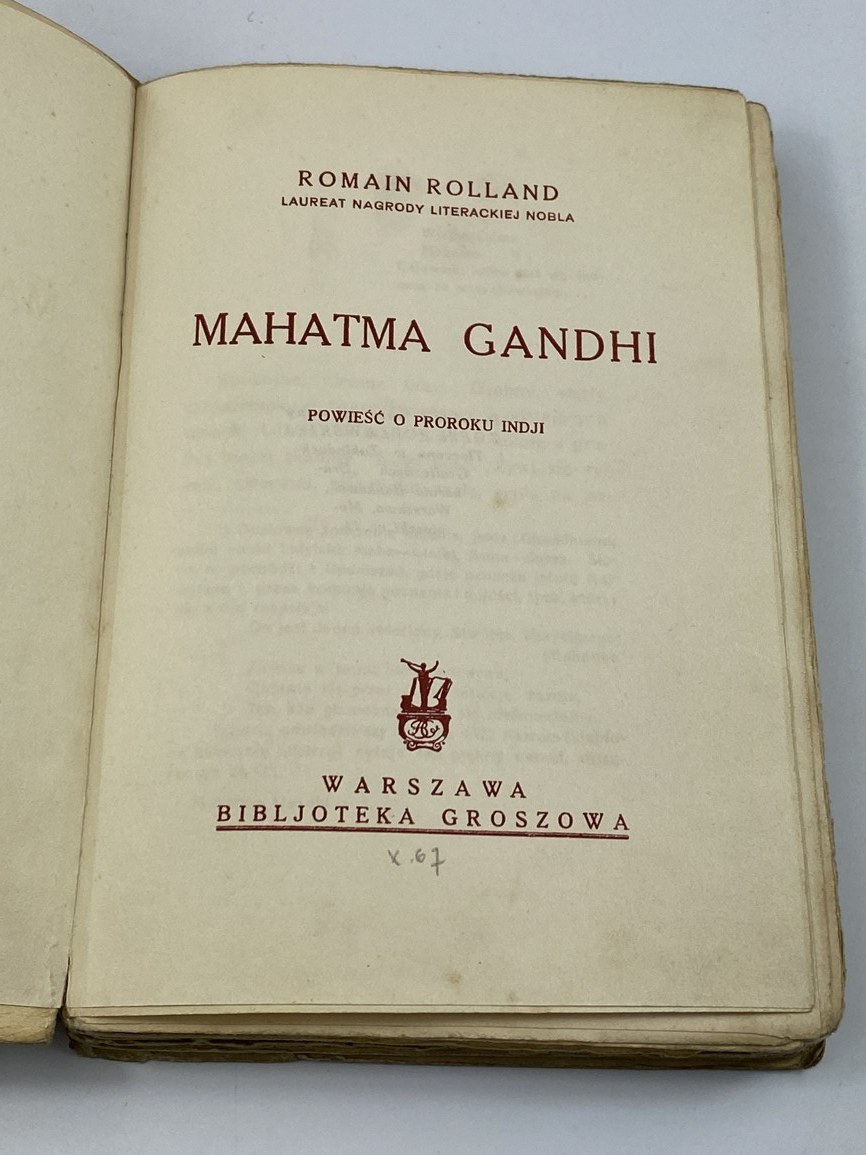 ROMAIN ROLLAND
LAUREAT NAGRODY LITERACKIEJ NOBLA
MAHATMA GANDHI
POWIEŚĆ O PROROKU INDJI
WARSZAWA
BIBLJOTEKA GROSZOWA
X.67